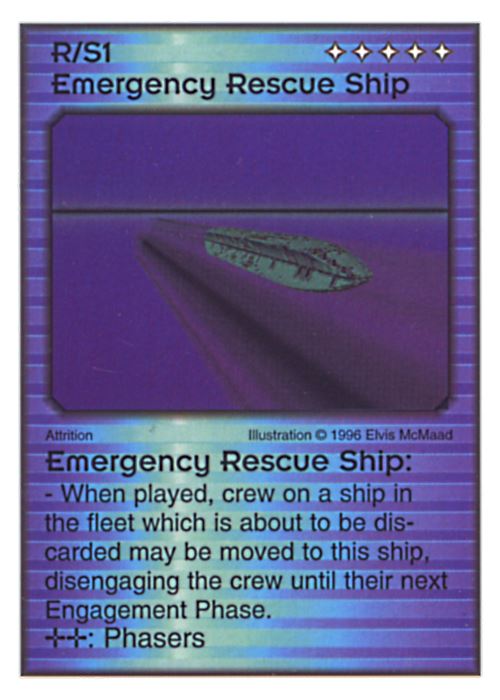 R/S1
Emergency Rescue Ship
Attrition
Illustration © 1996 Elvis McMaad
Emergency Rescue Ship:
- When played, crew on a ship in
the fleet which is about to be dis-
carded may be moved to this ship,
disengaging the crew until their next
Engagement Phase.
✢✢: Phasers